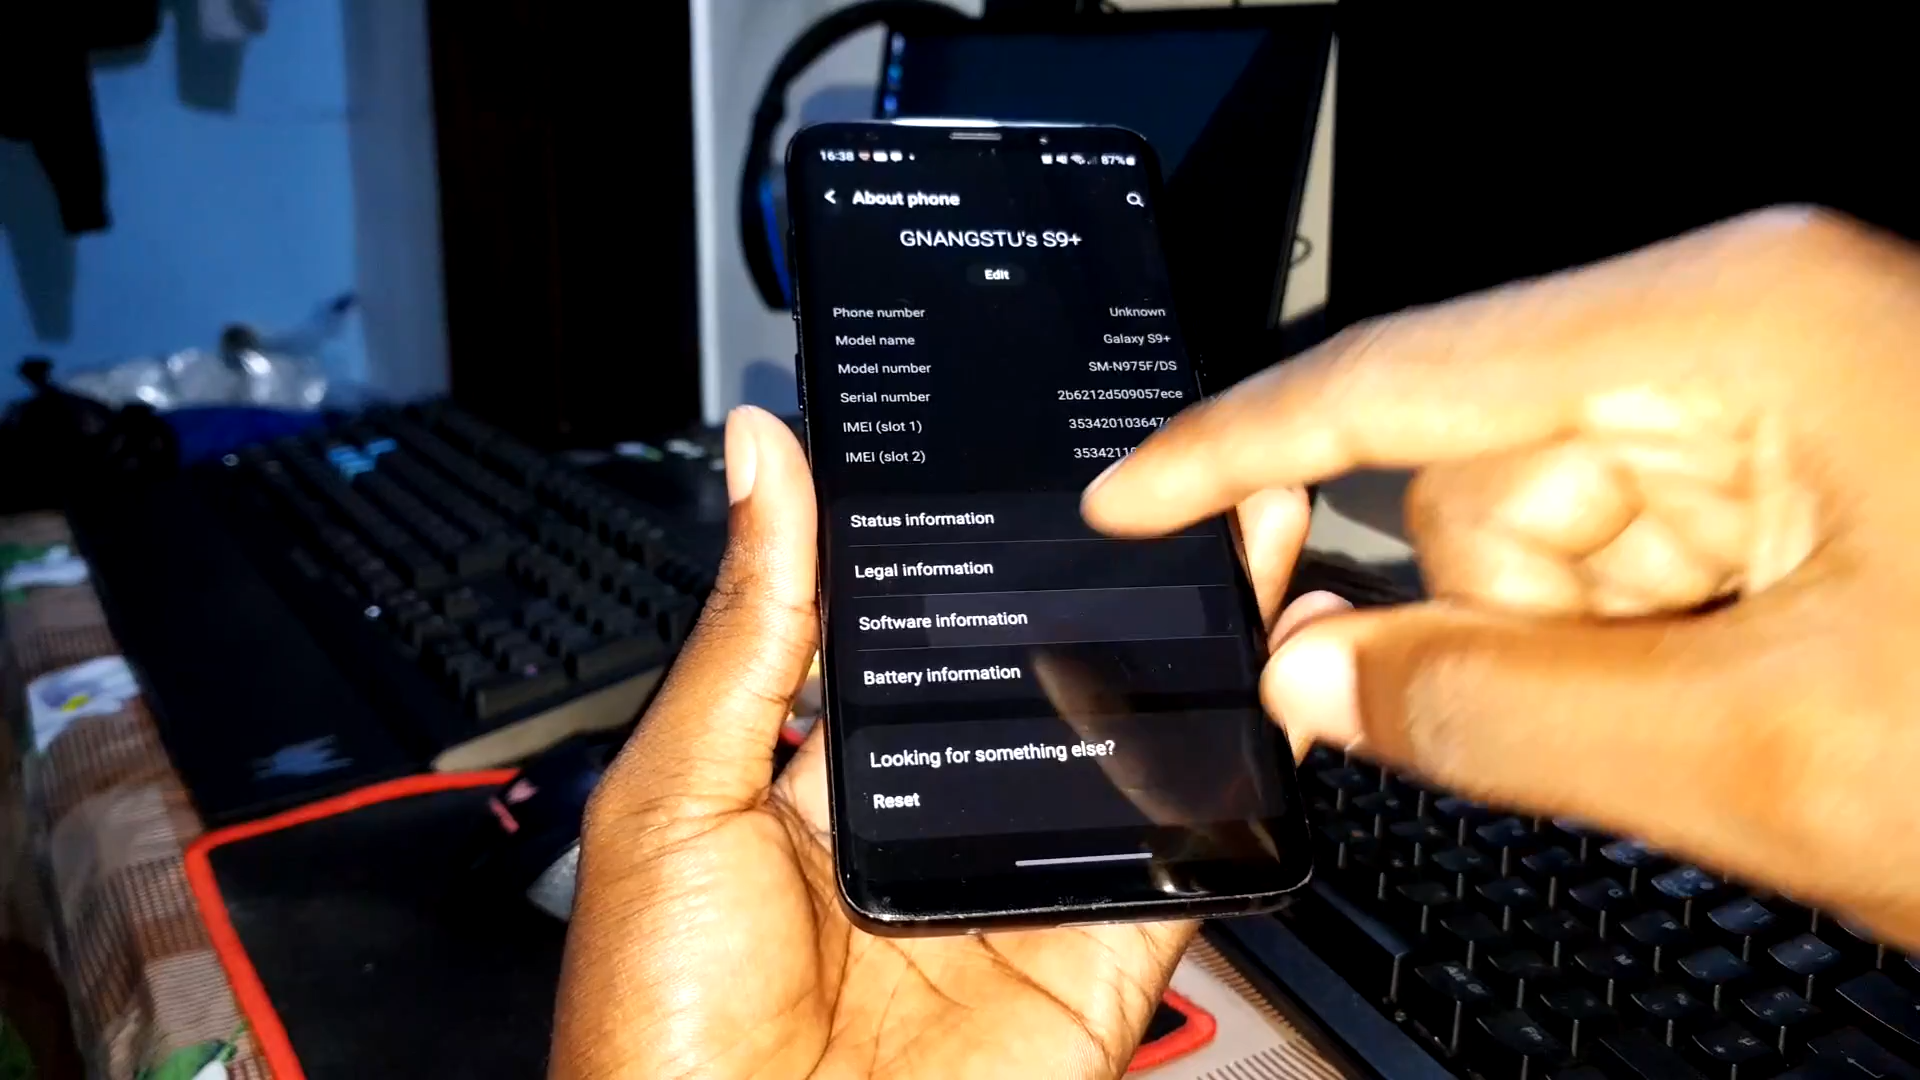 16:38
87%
About phone
GNANGSTU's S9+
Edit
Phone number Unknown
Model name Galaxy S9+
Model number SM-N975F/DS
Serial number 2b6212d509057ece
IMEI (slot 1) 353420103647
IMEI (slot 2) 3534211
Status information
Legal information
Software information
Battery information
Looking for something else?
Reset